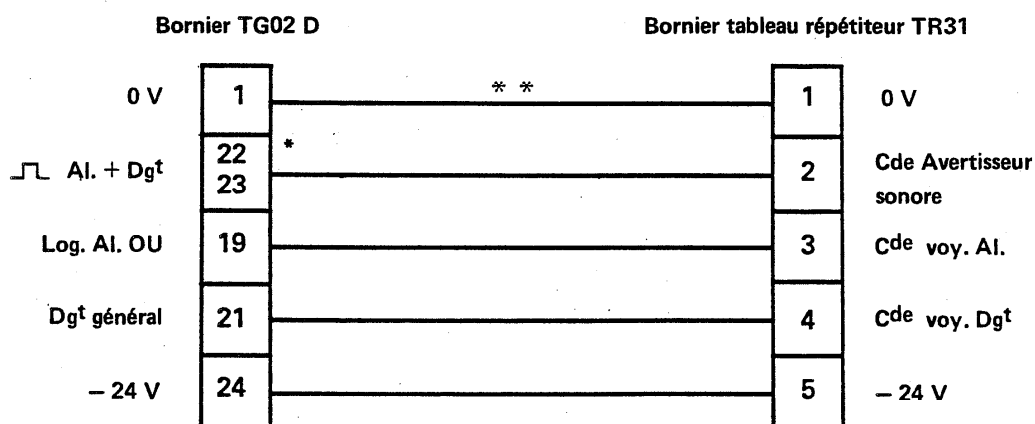 Bornier TG02 D Bornier tableau répétiteur TR31
0 V 1 * * 1 0 V
Al. + Dgt 22 * 2 Cde Avertisseur
23 sonore
Log. Al. OU 19 3 Cde voy. Al.
Dgt général 21 4 Cde voy. Dgt
– 24 V 24 5 – 24 V